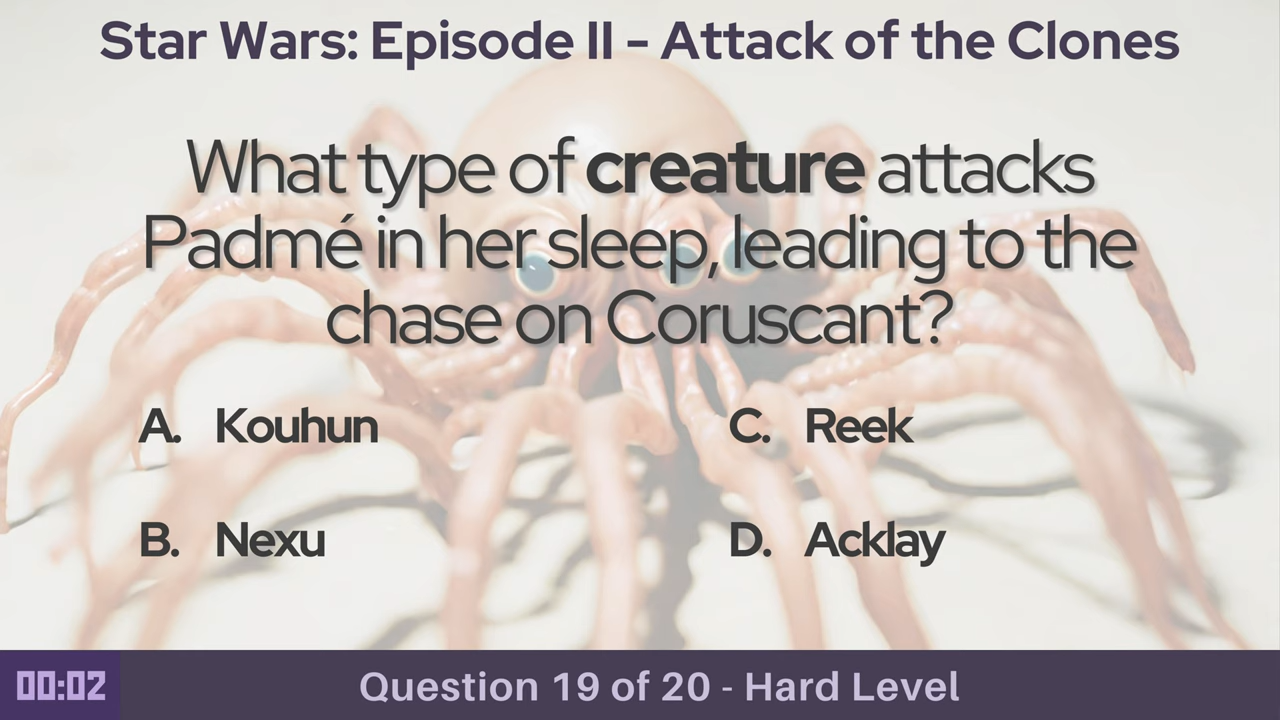 Star Wars: Episode II – Attack of the Clones
What type of creature attacks
Padmé in her sleep, leading to the
chase on Coruscant?
A. Kouhun
B. Nexu
C. Reek
D. Acklay
00:02
Question 19 of 20 - Hard Level